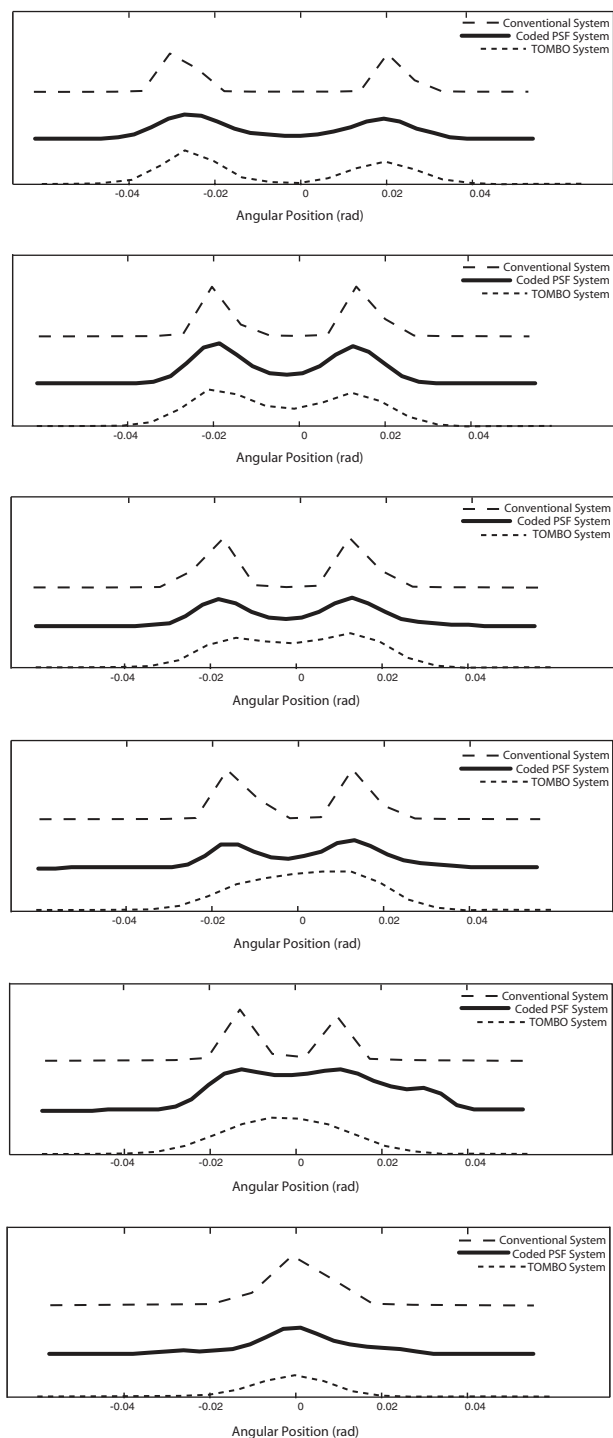 Conventional System
Coded PSF System
TOMBO System
-0.04 -0.02 0 0.02 0.04
Angular Position (rad)
Conventional System
Coded PSF System
TOMBO System
-0.04 -0.02 0 0.02 0.04
Angular Position (rad)
Conventional System
Coded PSF System
TOMBO System
-0.04 -0.02 0 0.02 0.04
Angular Position (rad)
Conventional System
Coded PSF System
TOMBO System
-0.04 -0.02 0 0.02 0.04
Angular Position (rad)
Conventional System
Coded PSF System
TOMBO System
-0.04 -0.02 0 0.02 0.04
Angular Position (rad)
Conventional System
Coded PSF System
TOMBO System
-0.04 -0.02 0 0.02 0.04
Angular Position (rad)